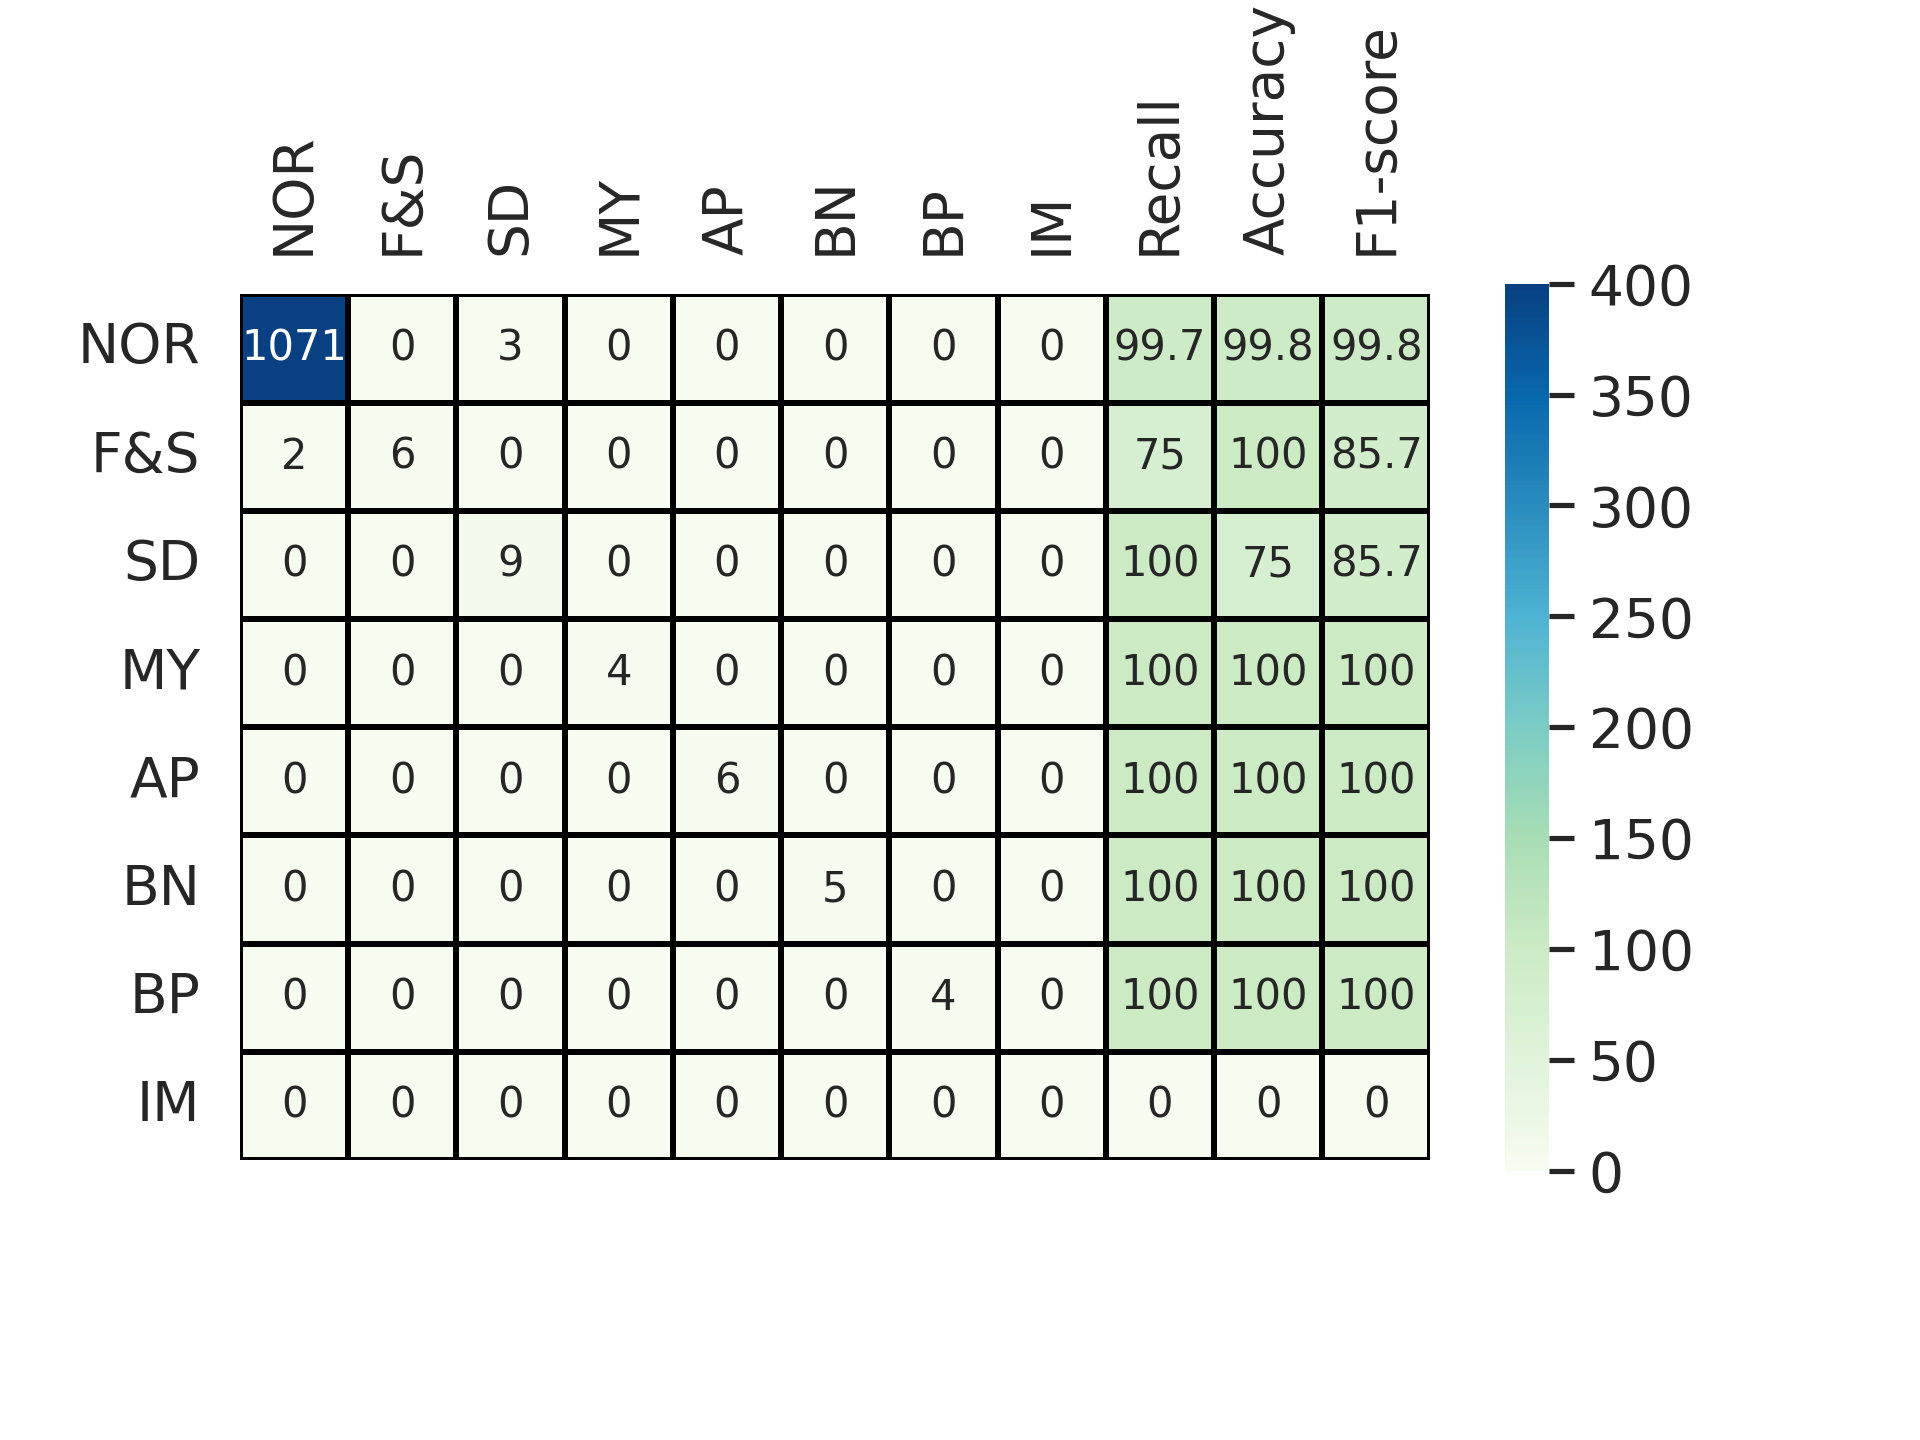 NOR F&S SD MY AP BN BP IM Recall Accuracy F1-score
NOR 1071 0 3 0 0 0 0 0 99.7 99.8 99.8
F&S 2 6 0 0 0 0 0 0 75 100 85.7
SD 0 0 9 0 0 0 0 0 100 75 85.7
MY 0 0 0 4 0 0 0 0 100 100 100
AP 0 0 0 0 6 0 0 0 100 100 100
BN 0 0 0 0 0 5 0 0 100 100 100
BP 0 0 0 0 0 0 4 0 100 100 100
IM 0 0 0 0 0 0 0 0 0 0 0
400
350
300
250
200
150
100
50
0